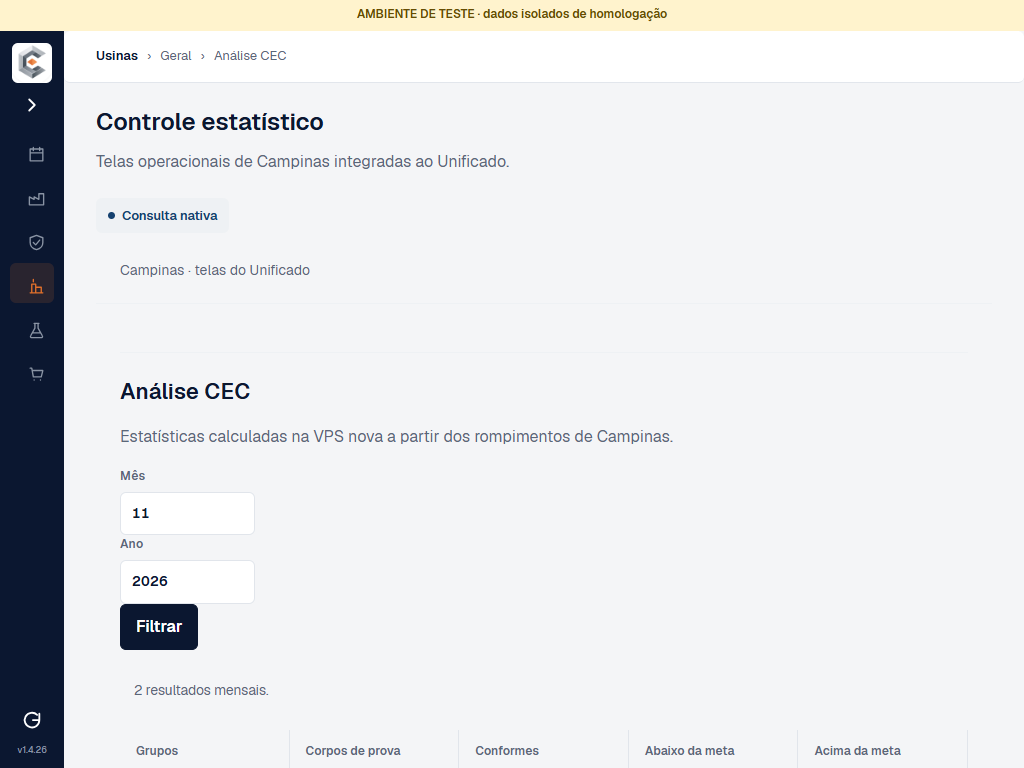 AMBIENTE DE TESTE · dados isolados de homologação
Usinas › Geral › Análise CEC
Controle estatístico
Telas operacionais de Campinas integradas ao Unificado.
Consulta nativa
Campinas · telas do Unificado
Análise CEC
Estatísticas calculadas na VPS nova a partir dos rompimentos de Campinas.
Mês
11
Ano
2026
Filtrar
2 resultados mensais.
Grupos Corpos de prova Conformes Abaixo da meta Acima da meta
v1.4.26